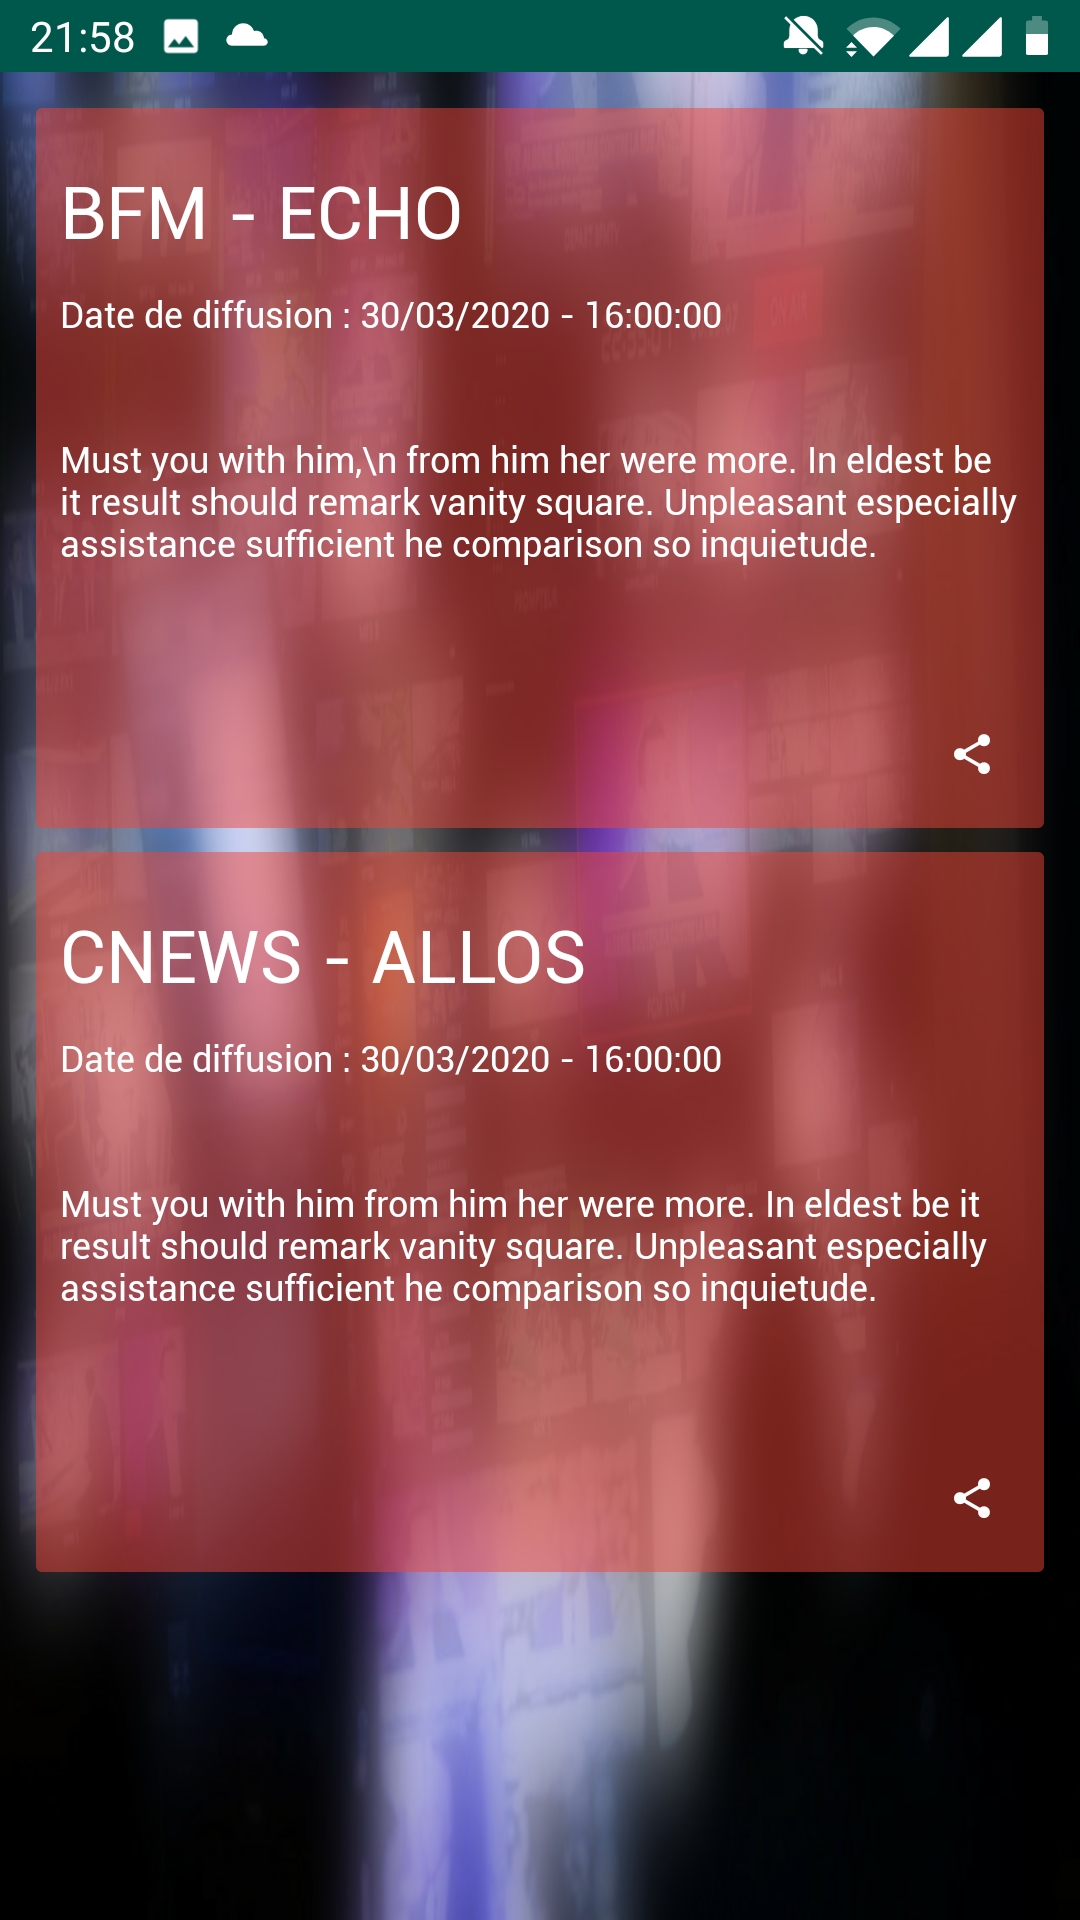 21:58
BFM - ECHO
Date de diffusion : 30/03/2020 - 16:00:00
Must you with him,\n from him her were more. In eldest be
it result should remark vanity square. Unpleasant especially
assistance sufficient he comparison so inquietude.
CNEWS - ALLOS
Date de diffusion : 30/03/2020 - 16:00:00
Must you with him from him her were more. In eldest be it
result should remark vanity square. Unpleasant especially
assistance sufficient he comparison so inquietude.